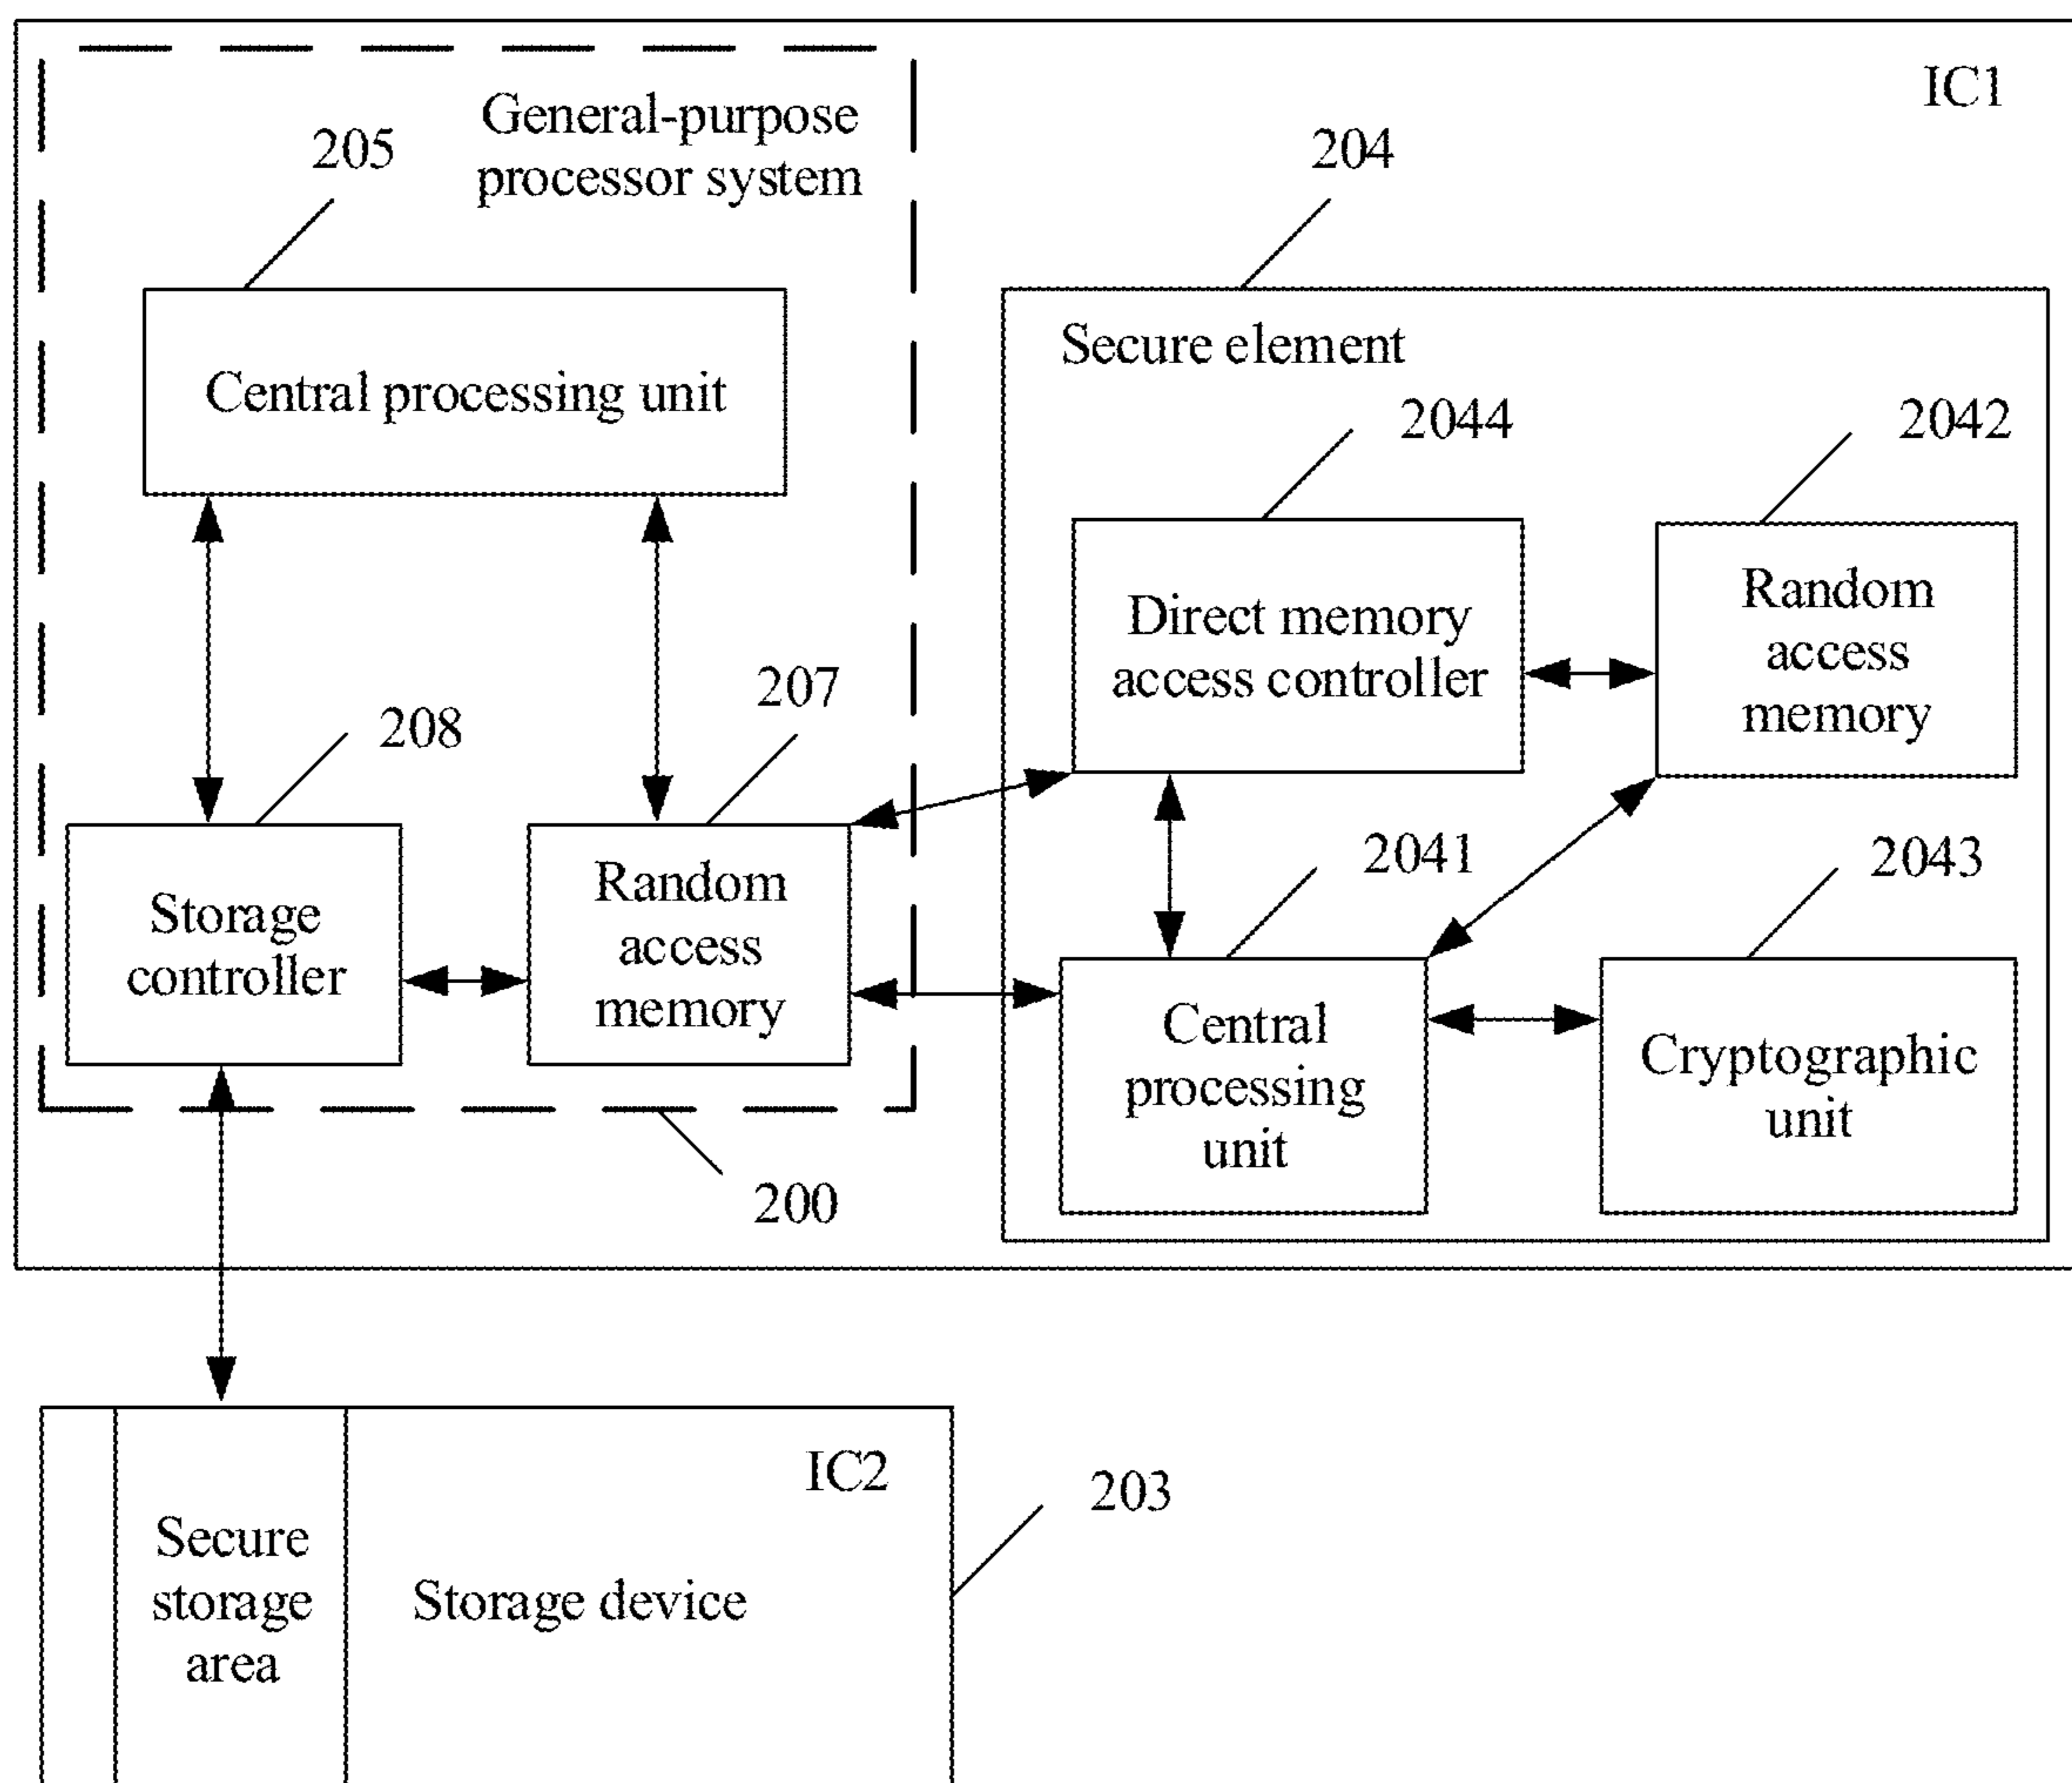 IC1
General-purpose
processor system
205
204
Central processing unit
Secure element
2044
2042
Direct memory
access controller
Random
access
memory
207
208
2041
2043
Storage
controller
Random
access
memory
Central
processing
unit
Cryptographic
unit
200
IC2
203
Secure
storage
area
Storage device